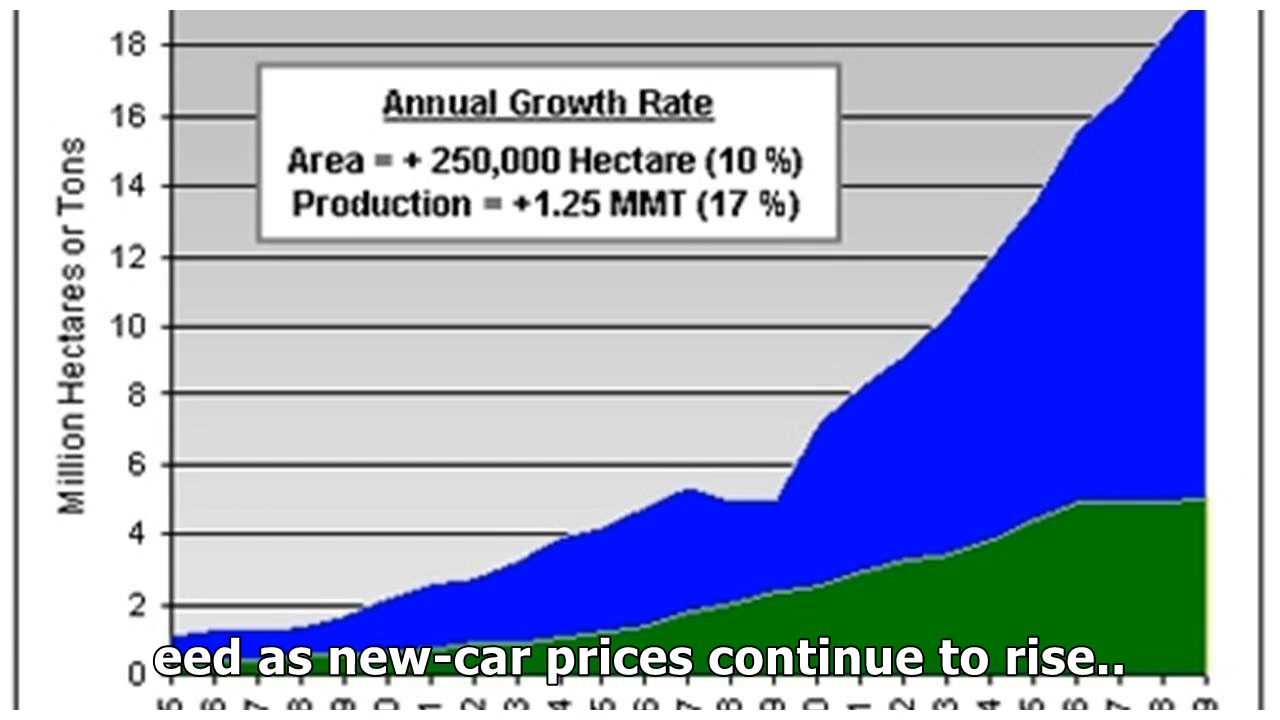 18
Annual Growth Rate
16
Area = + 250,000 Hectare (10 %)
14
Production = +1.25 MMT (17 %)
12
10
8
6
4
2
0
Million Hectares or Tons
eed as new-car prices continue to rise..